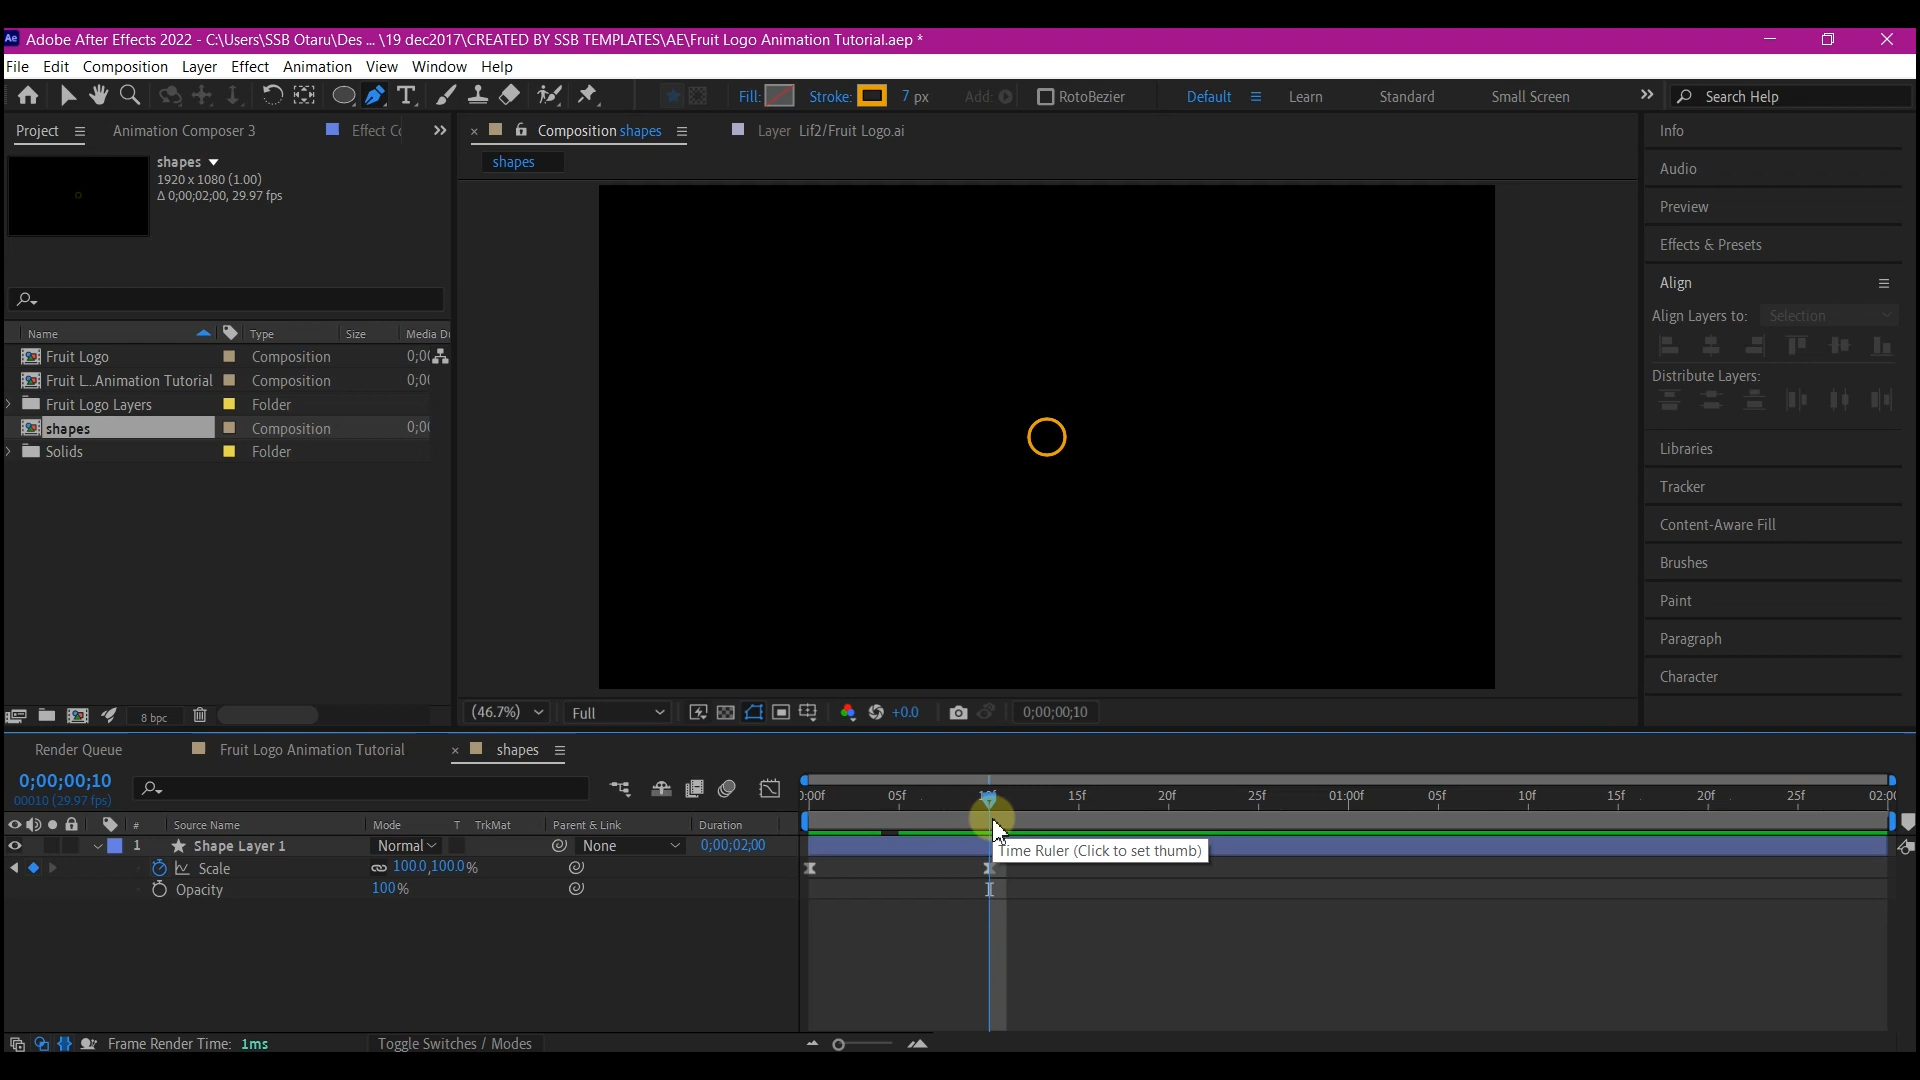 Ae Adobe After Effects 2022 - C:\Users\SSB Otaru\Des ... \19 dec2017\CREATED BY SSB TEMPLATES\AE\Fruit Logo Animation Tutorial.aep *
File Edit Composition Layer Effect Animation View Window Help
Fill: Stroke: 7 px Add: RotoBezier Default Learn Standard Small Screen Search Help
Project Animation Composer 3 Effect Co Composition shapes Layer Lif2/Fruit Logo.ai Info
shapes
1920 x 1080 (1.00)
Δ 0;00;02;00, 29.97 fps
shapes
Audio
Preview
Effects & Presets
Align
Align Layers to: Selection
Distribute Layers:
Libraries
Tracker
Content-Aware Fill
Brushes
Paint
Paragraph
Character
Name Type Size Media D
Fruit Logo Composition 0;0
Fruit L...Animation Tutorial Composition 0;0
Fruit Logo Layers Folder
shapes Composition 0;0
Solids Folder
8 bpc
(46.7%) Full +0.0 0;00;00;10
Render Queue Fruit Logo Animation Tutorial shapes
0;00;00;10
00010 (29.97 fps)
0:00f 05f 10f 15f 20f 25f 01:00f 05f 10f 15f 20f 25f 02:0
# Source Name Mode T TrkMat Parent & Link Duration
1 Shape Layer 1 Normal None 0;00;02;00
Time Ruler (Click to set thumb)
Scale 100.0,100.0%
Opacity 100%
Frame Render Time: 1ms Toggle Switches / Modes